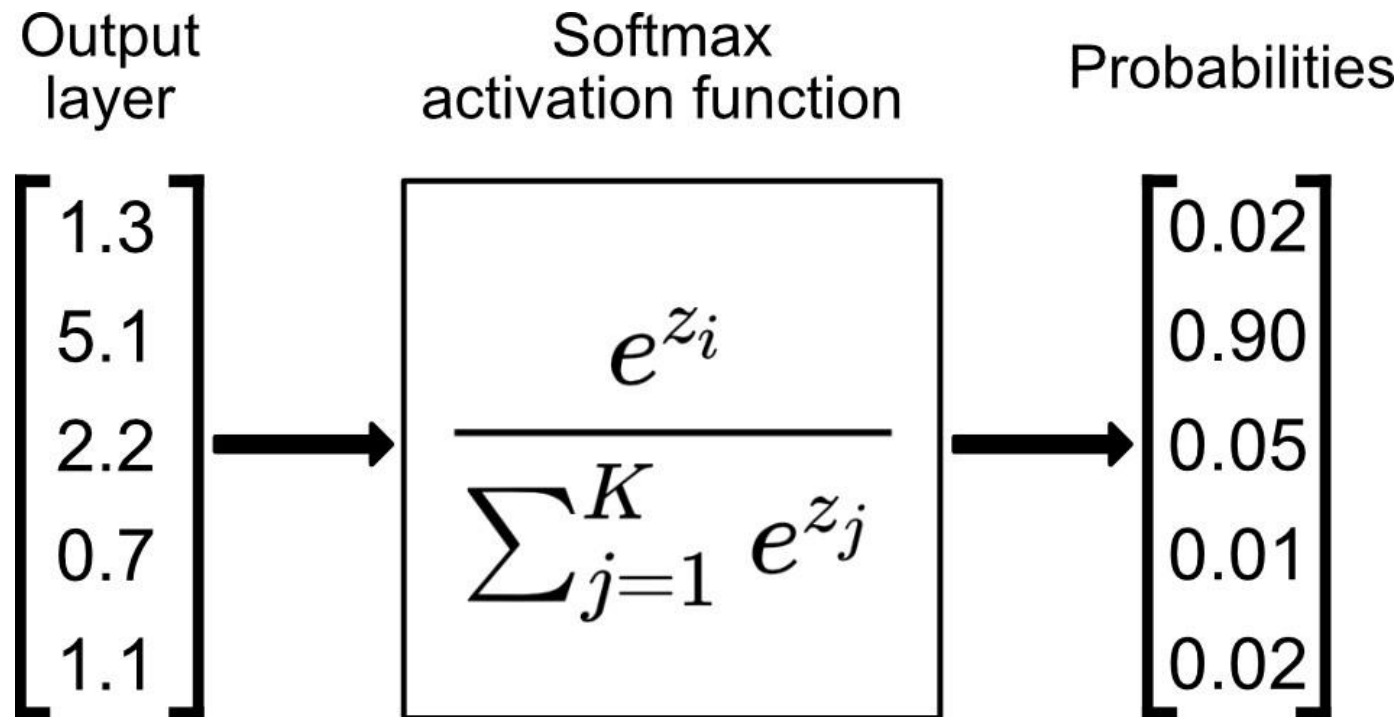 Output
layer
Softmax
activation function
Probabilities
1.3
5.1
2.2
0.7
1.1
e^{z_i}
\sum_{j=1}^{K} e^{z_j}
0.02
0.90
0.05
0.01
0.02